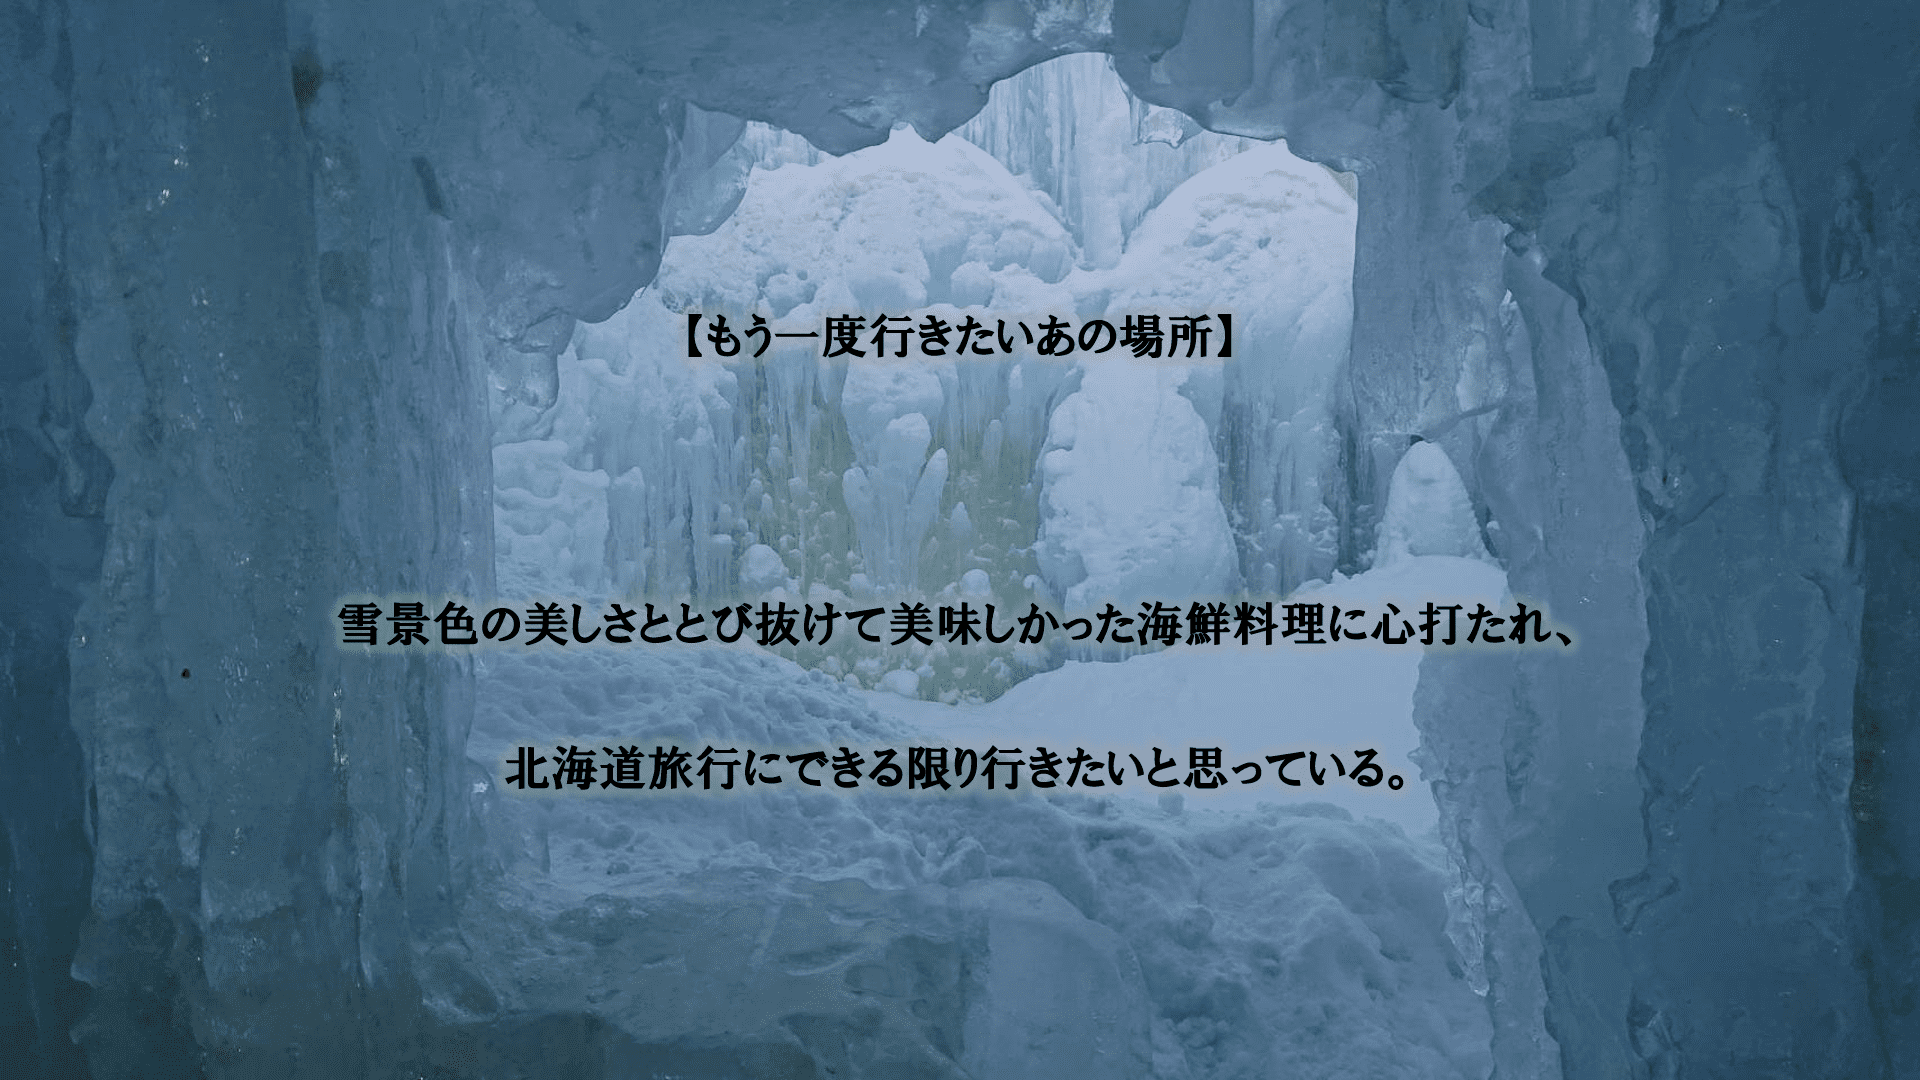 【もう一度行きたいあの場所】
雪景色の美しさととび抜けて美味しかった海鮮料理に心打たれ、
北海道旅行にできる限り行きたいと思っている。